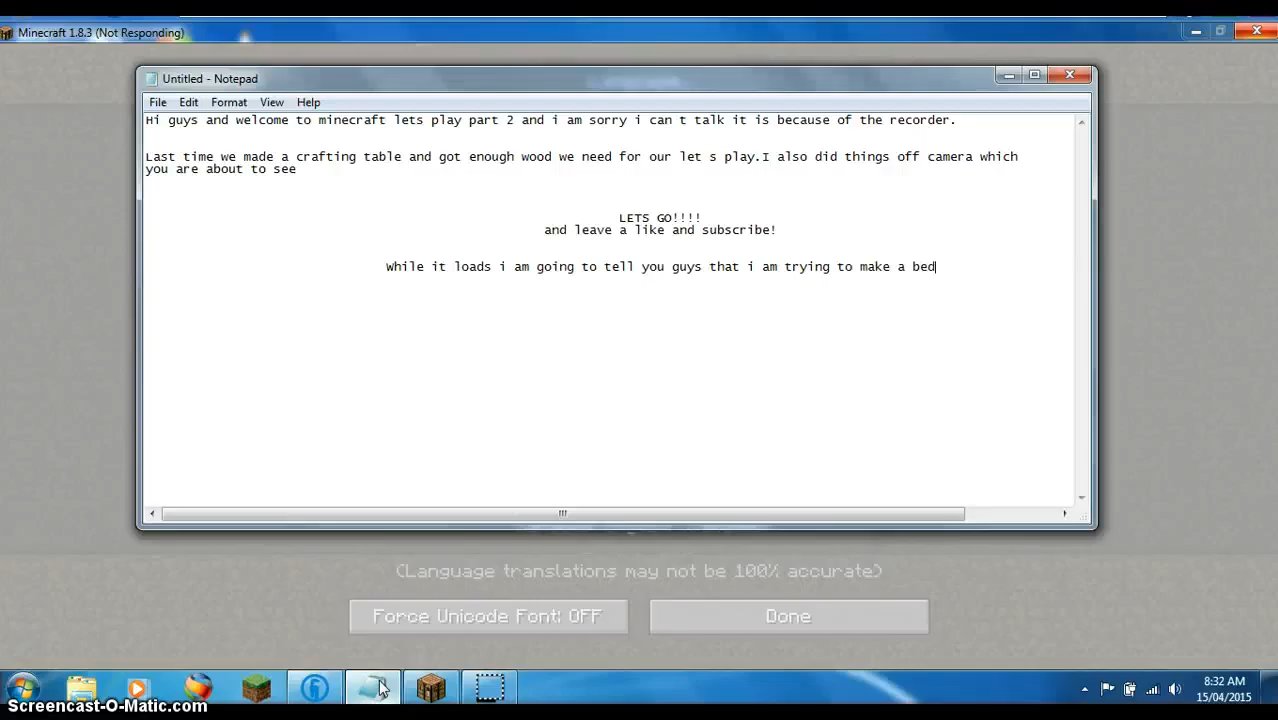 Minecraft 1.8.3 (Not Responding)
Untitled - Notepad
File Edit Format View Help
Hi guys and welcome to minecraft lets play part 2 and i am sorry i can t talk it is because of the recorder.
Last time we made a crafting table and got enough wood we need for our let s play.I also did things off camera which
you are about to see
LETS GO!!!!
and leave a like and subscribe!
While it loads i am going to tell you guys that i am trying to make a bed
(Language translations may not be 100% accurate)
Force Unicode Font: OFF Done
8:32 AM
15/04/2015
Screencast-O-Matic.com